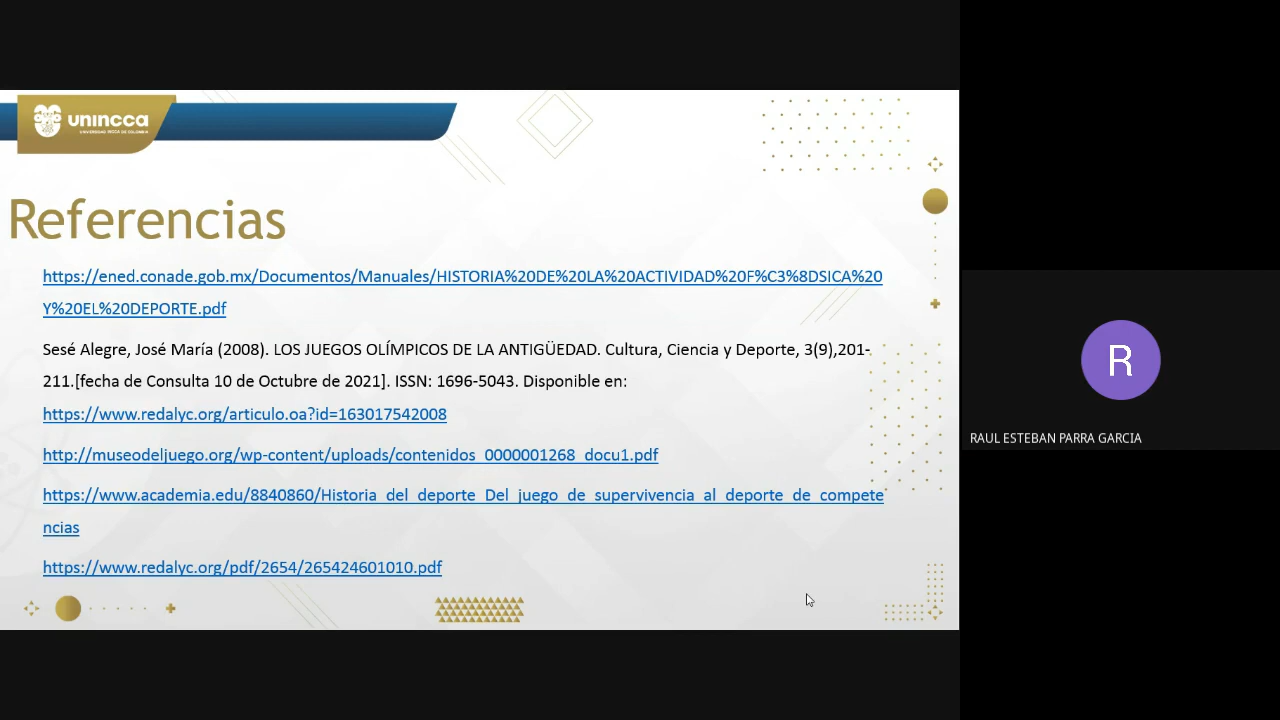 unincca
UNIVERSIDAD INCCA DE COLOMBIA
Referencias
https://ened.conade.gob.mx/Documentos/Manuales/HISTORIA%20DE%20LA%20ACTIVIDAD%20F%C3%8DSICA%20
Y%20EL%20DEPORTE.pdf
Sesé Alegre, José María (2008). LOS JUEGOS OLÍMPICOS DE LA ANTIGÜEDAD. Cultura, Ciencia y Deporte, 3(9),201-
211.[fecha de Consulta 10 de Octubre de 2021]. ISSN: 1696-5043. Disponible en:
https://www.redalyc.org/articulo.oa?id=163017542008
http://museodeljuego.org/wp-content/uploads/contenidos_0000001268_docu1.pdf
https://www.academia.edu/8840860/Historia_del_deporte_Del_juego_de_supervivencia_al_deporte_de_compete
ncias
https://www.redalyc.org/pdf/2654/265424601010.pdf
R
RAUL ESTEBAN PARRA GARCIA